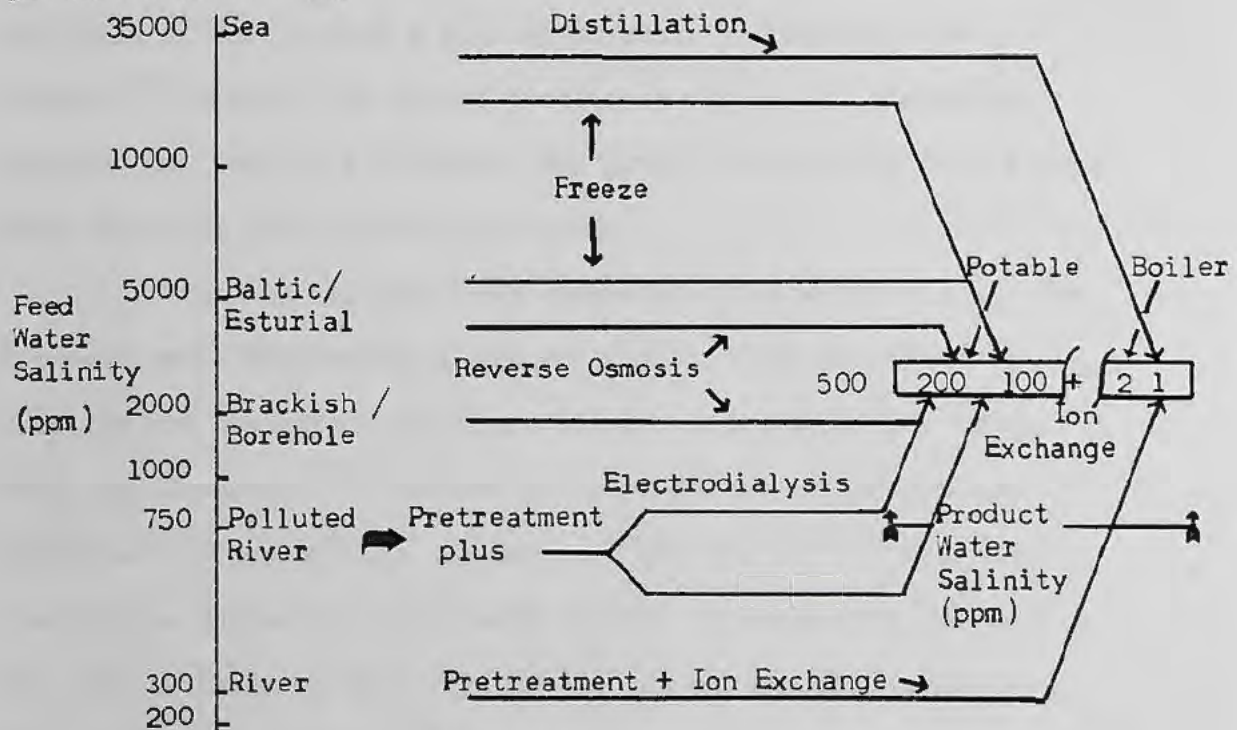 35000 Sea
Distillation
10000
Freeze
Potable Boiler
5000 Baltic/
Esturial
Feed
Water
Salinity
(ppm)
Reverse Osmosis
500 200 100 + 2 1
Ion
Exchange
2000 Brackish /
Borehole
1000
Electrodialysis
750 Polluted
River
Pretreatment
plus
Product
Water
Salinity
(ppm)
300 River Pretreatment + Ion Exchange
200